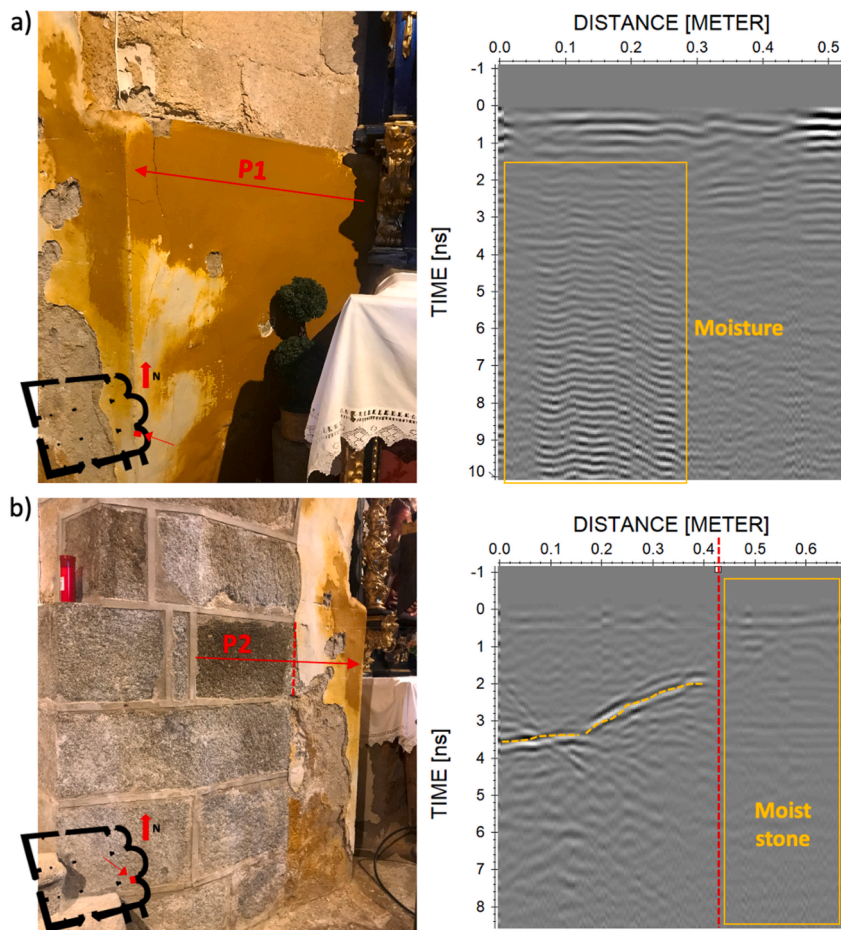 a)
P1
N
DISTANCE [METER]
0.0 0.1 0.2 0.3 0.4 0.5
-1
0
1
2
3
4
5
6
7
8
9
10
TIME [ns]
Moisture
b)
P2
N
DISTANCE [METER]
0.0 0.1 0.2 0.3 0.4 0.5 0.6
-1
0
1
2
3
4
5
6
7
8
TIME [ns]
Moist
stone